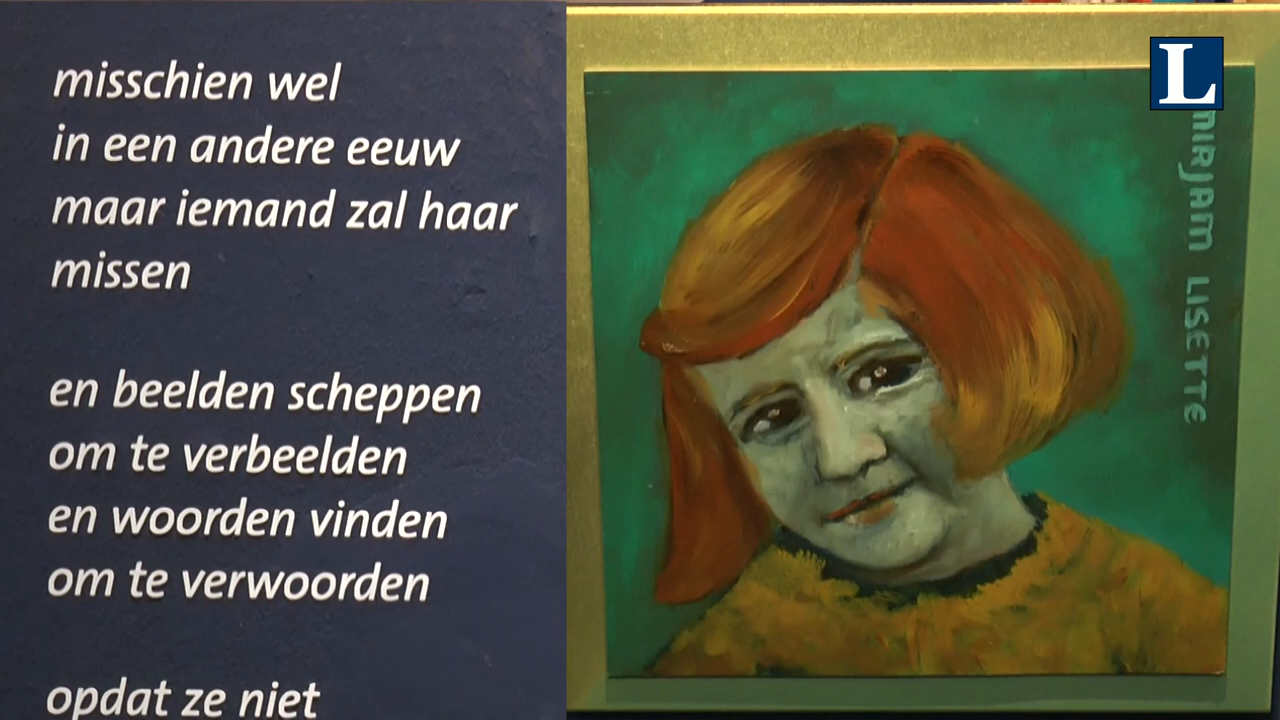 misschien wel
in een andere eeuw
maar iemand zal haar
missen
en beelden scheppen
om te verbeelden
en woorden vinden
om te verwoorden
opdat ze niet
L
MIRJAM LISETTE